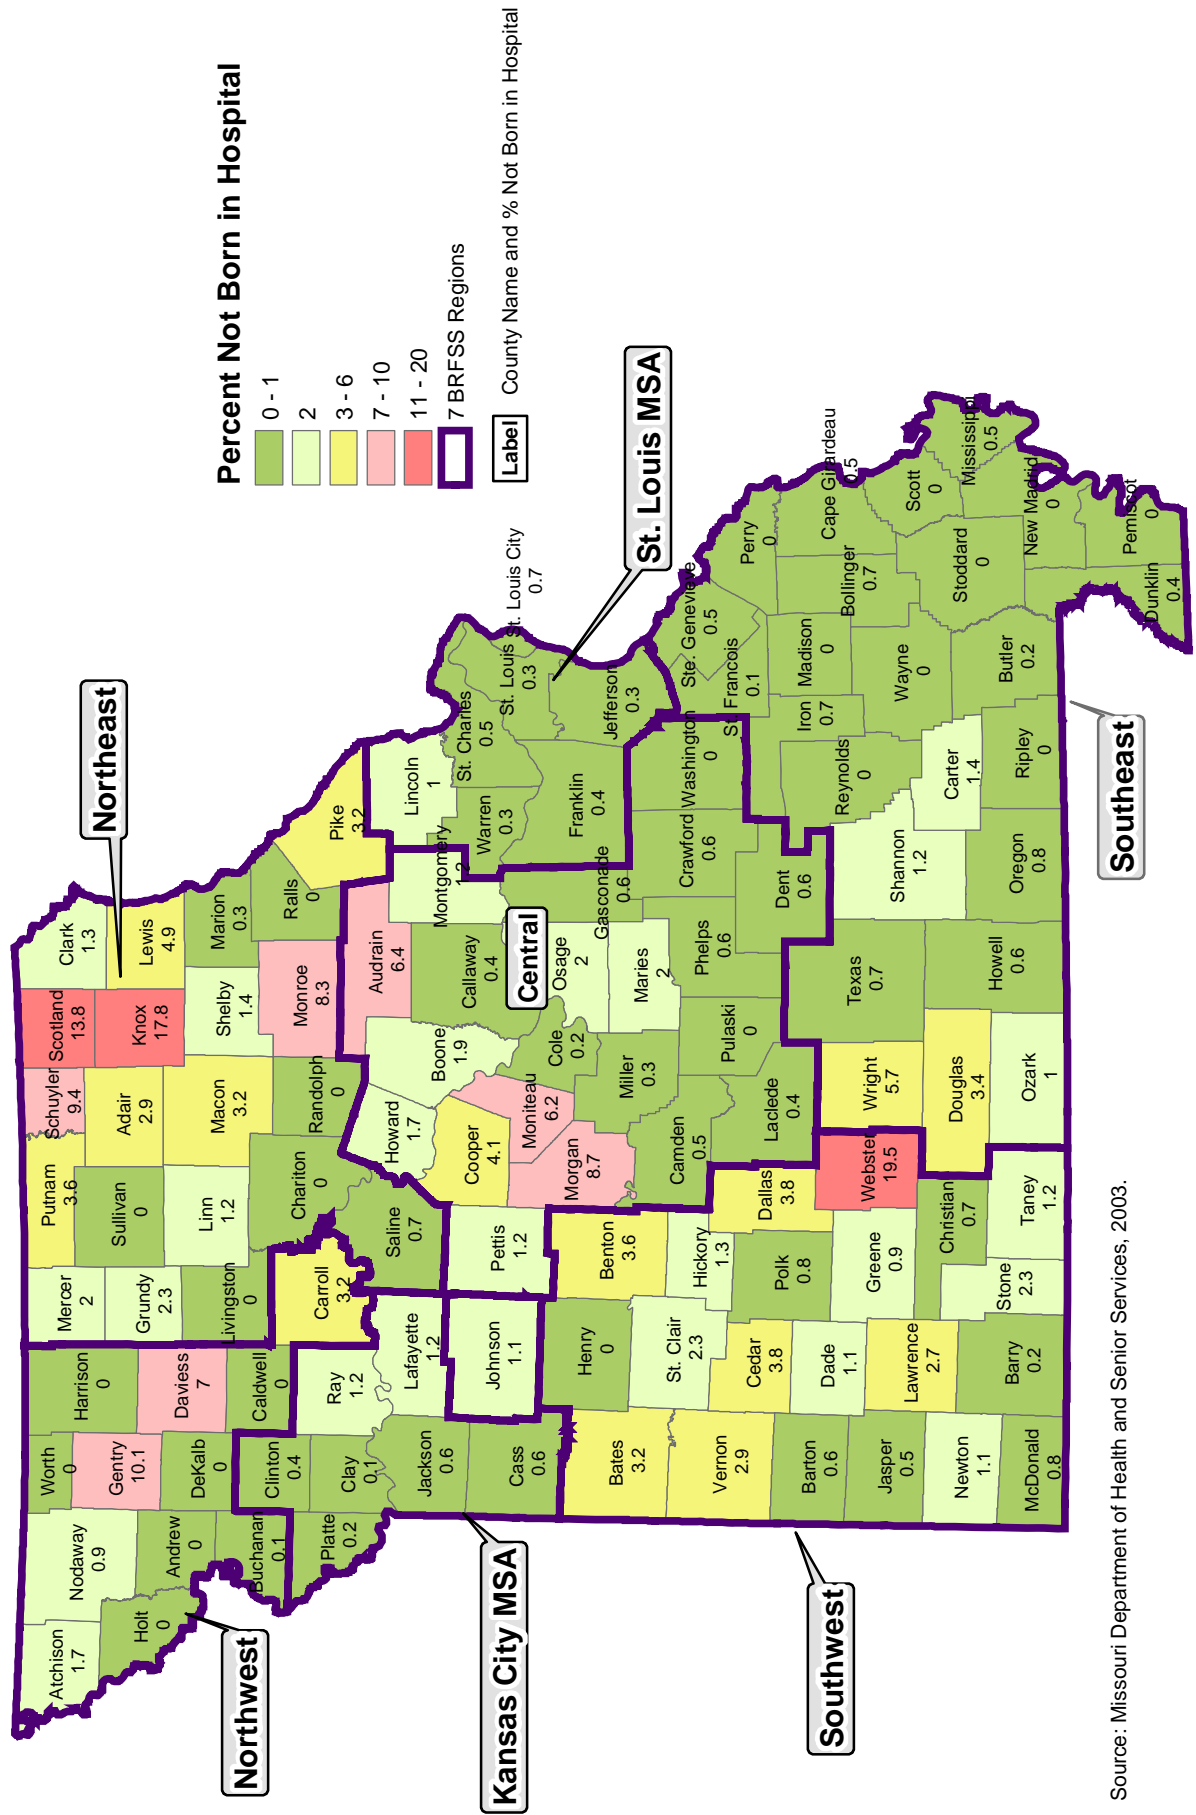 Percent Not Born in Hospital
0 - 1
2
3 - 6
7 - 10
11 - 20
7 BRFSS Regions
Label
County Name and % Not Born in Hospital
Northwest
Northeast
Kansas City MSA
Central
St. Louis MSA
Southwest
Southeast
Atchison
1.7
Nodaway
0.9
Worth
0
Harrison
0
Mercer
2
Putnam
3.6
Schuyler
9.4
Scotland
13.8
Clark
1.3
Holt
0
Andrew
0
Gentry
10.1
DeKalb
0
Daviess
7
Grundy
2.3
Sullivan
0
Adair
2.9
Knox
17.8
Lewis
4.9
Buchanan
0.1
Clinton
0.4
Caldwell
0
Livingston
0
Linn
1.2
Macon
3.2
Shelby
1.4
Marion
0.3
Platte
0.2
Clay
0.1
Ray
1.2
Carroll
3.2
Chariton
0
Randolph
0
Monroe
8.3
Ralls
0
Pike
3.2
Jackson
0.6
Lafayette
1.2
Saline
0.7
Howard
1.7
Boone
1.9
Audrain
6.4
Montgomery
1.2
Lincoln
1
Cass
0.6
Johnson
1.1
Pettis
1.2
Cooper
4.1
Moniteau
6.2
Callaway
0.4
Warren
0.3
St. Charles
0.5
St. Louis
0.3
St. Louis City
0.7
Bates
3.2
Henry
0
Benton
3.6
Morgan
8.7
Cole
0.2
Osage
2
Gasconade
0.6
Franklin
0.4
Jefferson
0.3
Vernon
2.9
St. Clair
2.3
Hickory
1.3
Camden
0.5
Miller
0.3
Maries
2
Phelps
0.6
Crawford
0.6
Washington
0
St. Francois
0.1
Ste. Genevieve
0.5
Perry
0
Barton
0.6
Cedar
3.8
Polk
0.8
Dallas
3.8
Laclede
0.4
Pulaski
0
Dent
0.6
Iron
0.7
Madison
0
Bollinger
0.7
Cape Girardeau
0.5
Jasper
0.5
Dade
1.1
Greene
0.9
Webster
19.5
Wright
5.7
Texas
0.7
Shannon
1.2
Reynolds
0
Wayne
0
Stoddard
0
Scott
0
Mississippi
0.5
Newton
1.1
Lawrence
2.7
Christian
0.7
Douglas
3.4
Howell
0.6
Carter
1.4
Butler
0.2
New Madrid
0
McDonald
0.8
Barry
0.2
Stone
2.3
Taney
1.2
Ozark
1
Oregon
0.8
Ripley
0
Dunklin
0.4
Pemiscot
0
Source: Missouri Department of Health and Senior Services, 2003.